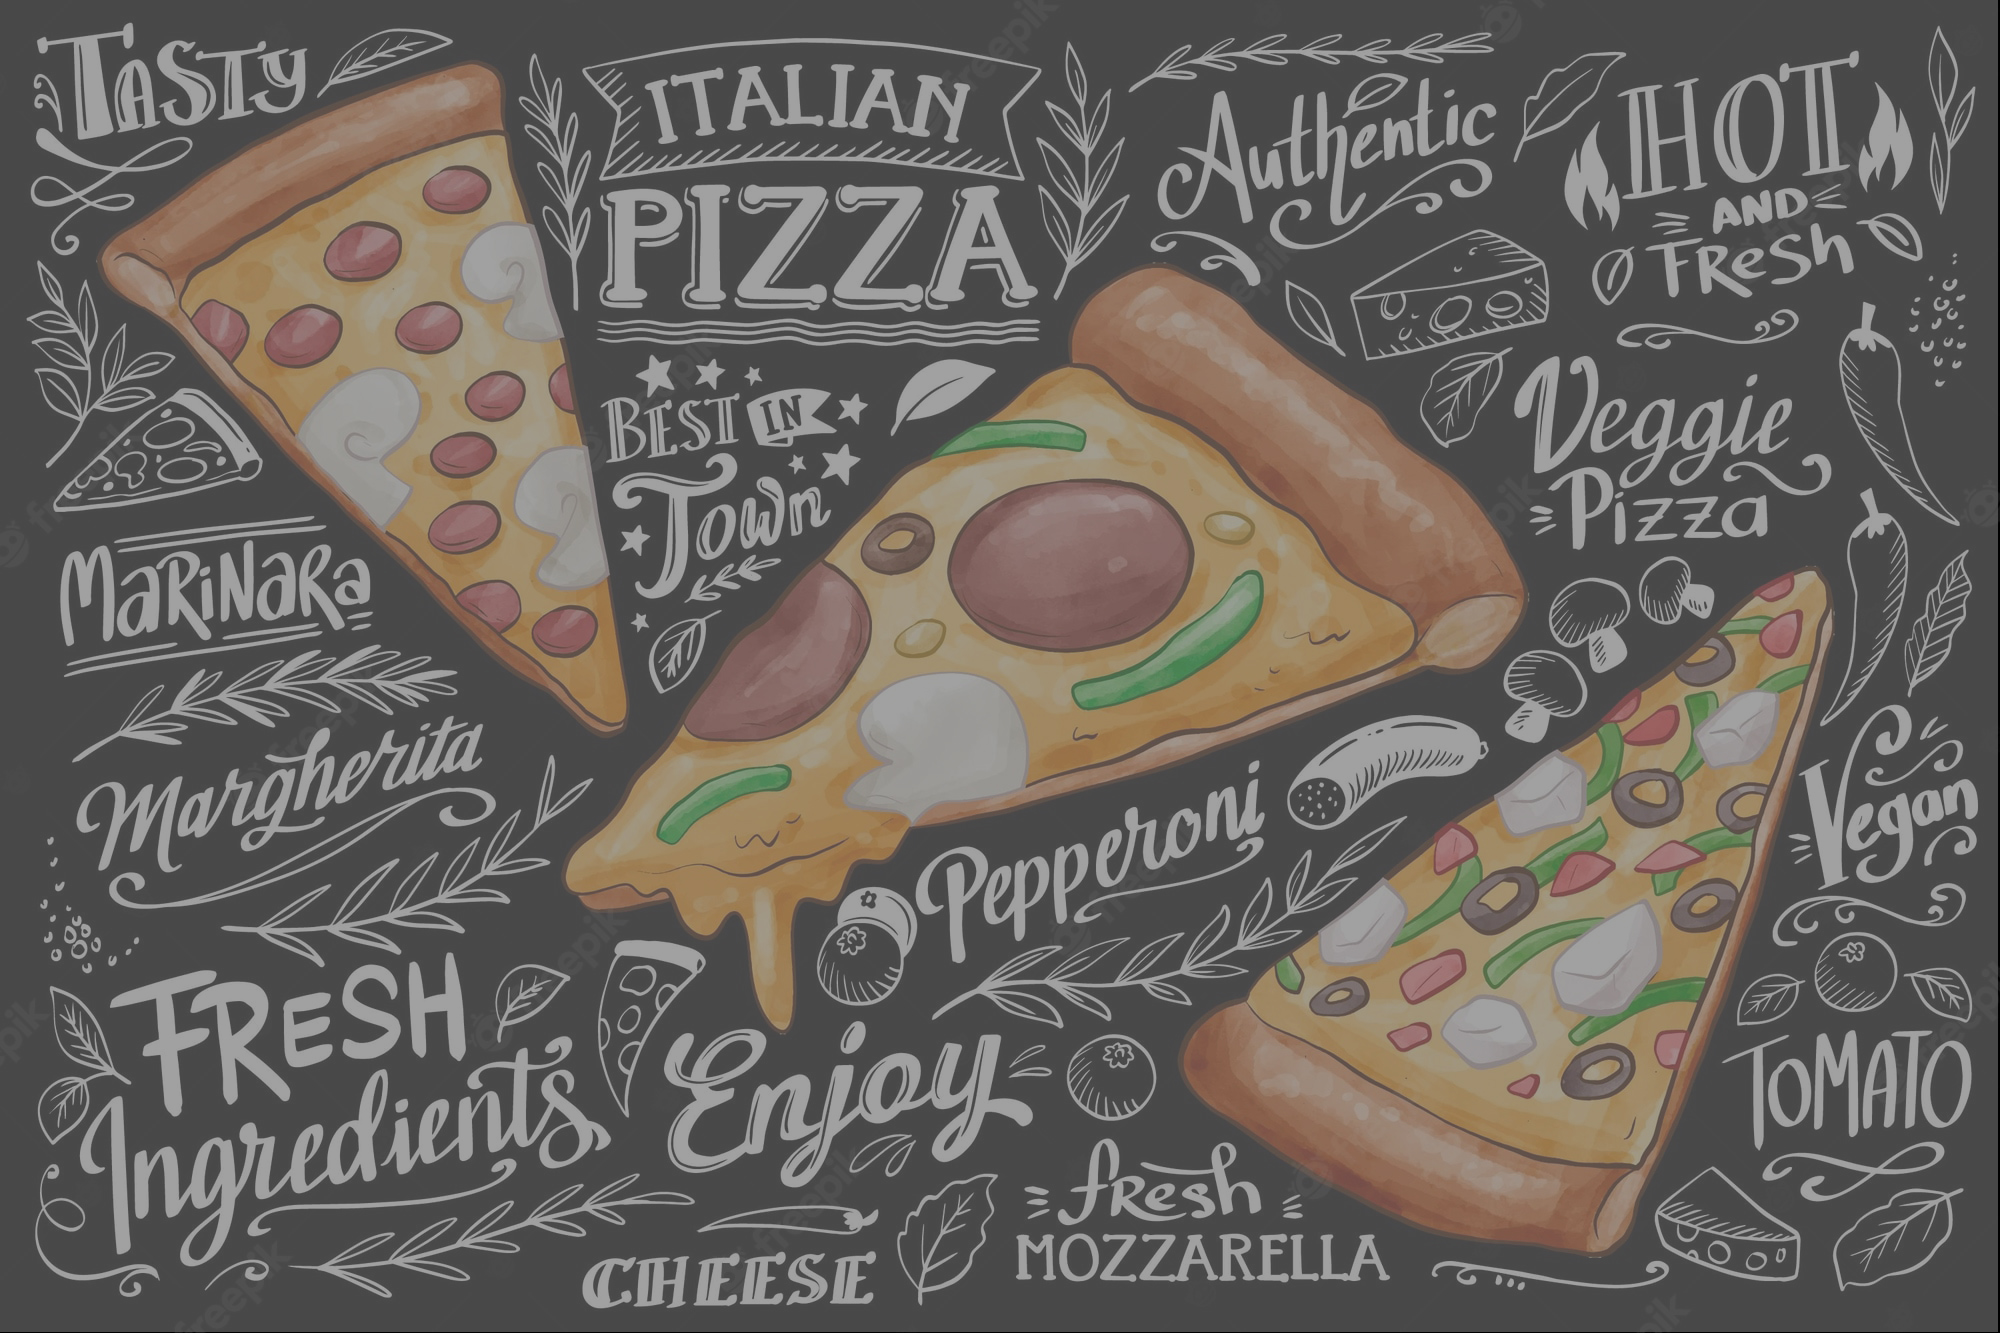 TASTY
ITALIAN
PIZZA
Authentic
HOT
AND
FReSh
BEST IN
Town
Veggie
Pizza
MaRiNaRa
Margherita
Pepperoni
Vegan
FReSH
Ingredients
Enjoy
TOMATO
fResh
MOZZARELLA
CHEESE